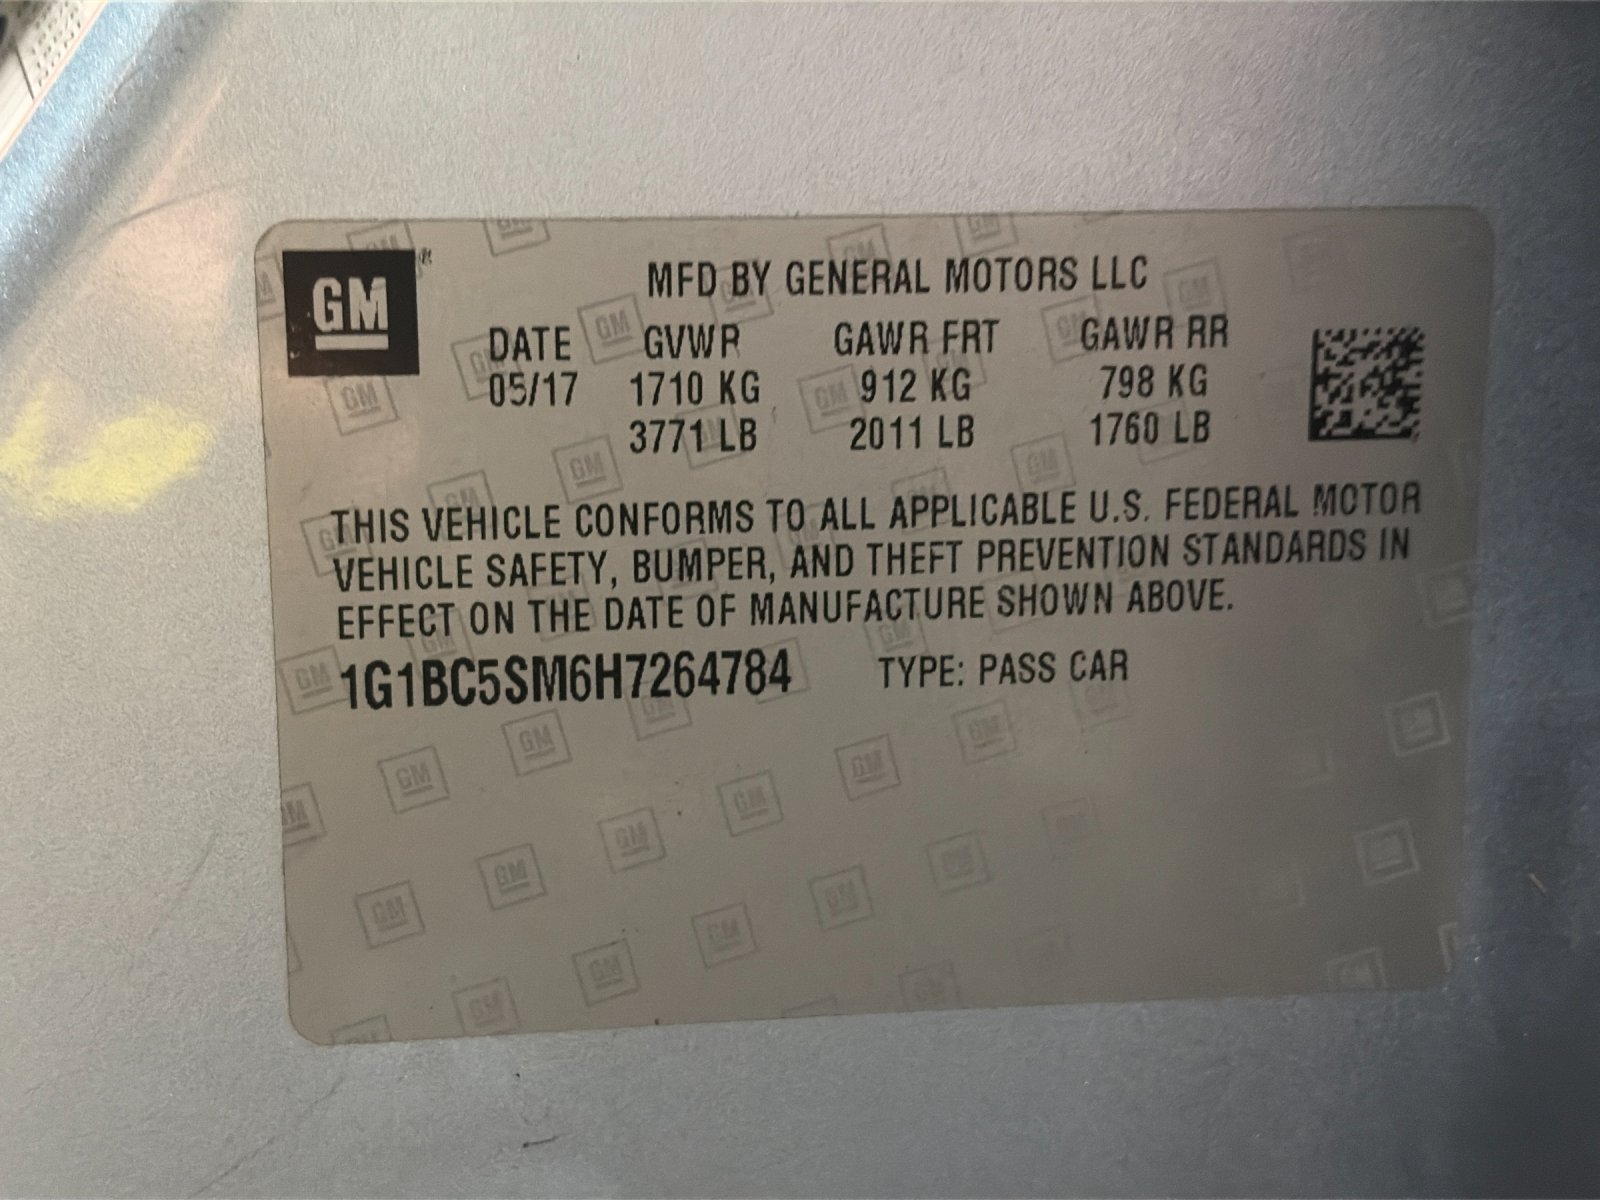 GM®
MFD BY GENERAL MOTORS LLC
DATE GVWR GAWR FRT GAWR RR
05/17 1710 KG 912 KG 798 KG
3771 LB 2011 LB 1760 LB
THIS VEHICLE CONFORMS TO ALL APPLICABLE U.S. FEDERAL MOTOR
VEHICLE SAFETY, BUMPER, AND THEFT PREVENTION STANDARDS IN
EFFECT ON THE DATE OF MANUFACTURE SHOWN ABOVE.
1G1BC5SM6H7264784 TYPE: PASS CAR